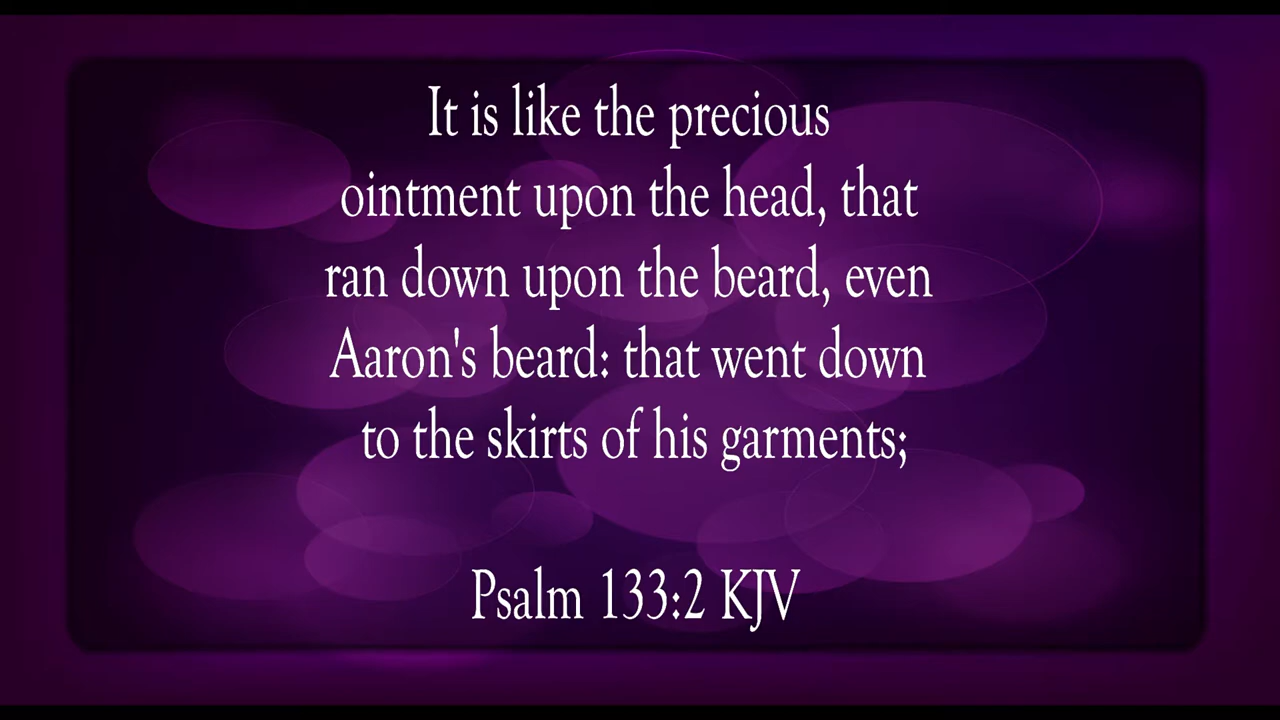 It is like the precious
ointment upon the head, that
ran down upon the beard, even
Aaron's beard: that went down
to the skirts of his garments;
Psalm 133:2 KJV